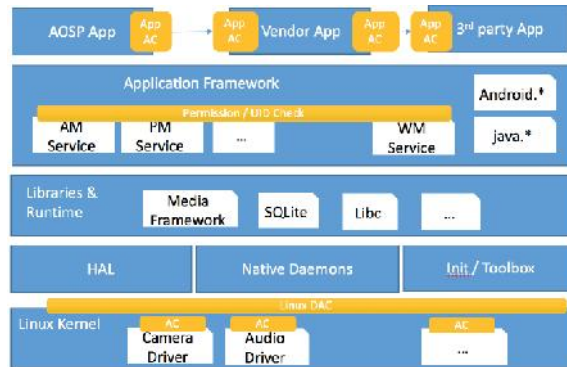 AOSP App
App
AC
App
AC
Vendor App
App
AC
App
AC
3rd party App
Application Framework
Permission / UID Check
AM
Service
PM
Service
...
WM
Service
Android.*
java.*
Libraries &
Runtime
Media
Framework
SQLite
Libc
...
HAL
Native Daemons
Init / Toolbox
Linux DAC
Linux Kernel
AC
Camera
Driver
AC
Audio
Driver
AC
...